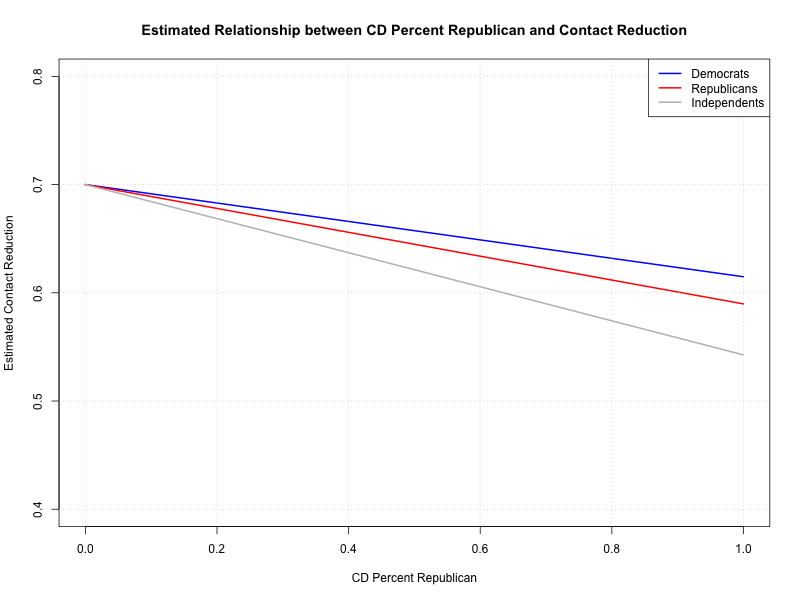 Estimated Relationship between CD Percent Republican and Contact Reduction
Democrats
Republicans
Independents
Estimated Contact Reduction
0.8
0.7
0.6
0.5
0.4
0.0 0.2 0.4 0.6 0.8 1.0
CD Percent Republican